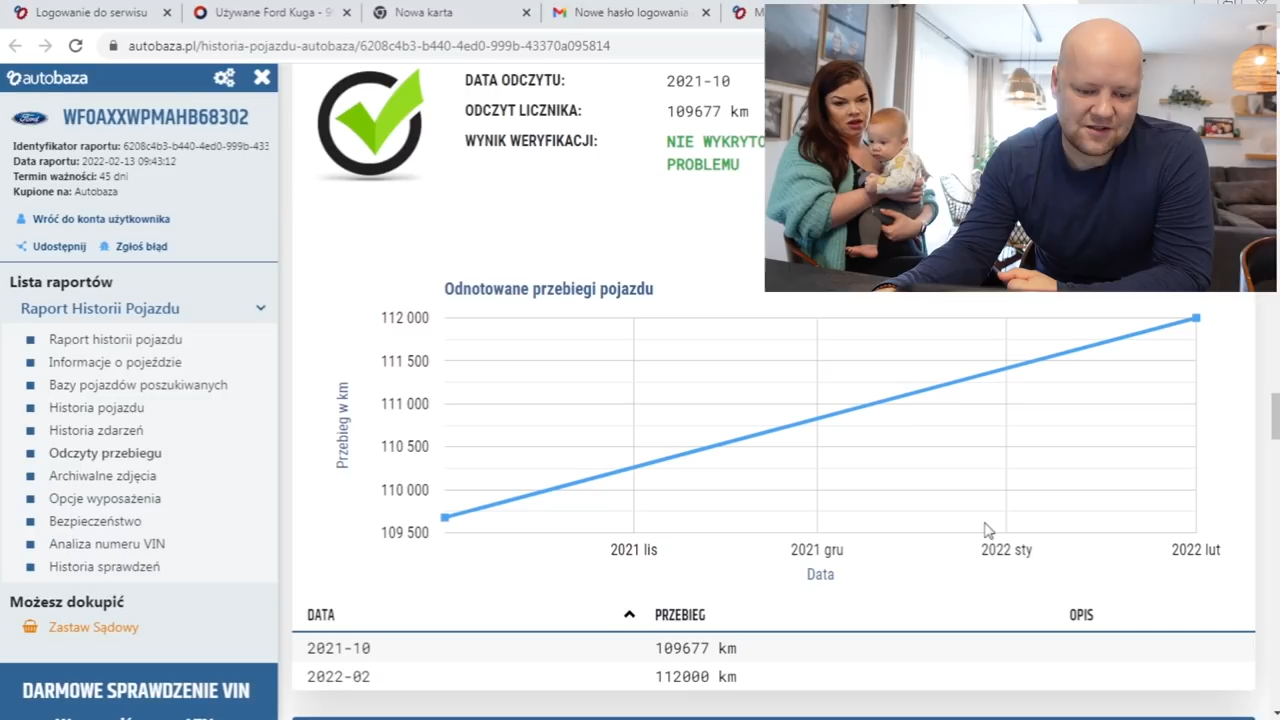 Logowanie do serwisu
Używane Ford Kuga - 9
Nowa karta
Nowe hasło logowania
M
autobaza.pl/historia-pojazdu-autobaza/6208c4b3-b440-4ed0-999b-43370a095814
autobaza
Ford
WF0AXXWPMAHB68302
Identyfikator raportu: 6208c4b3-b440-4ed0-999b-433
Data raportu: 2022-02-13 09:43:12
Termin ważności: 45 dni
Kupione na: Autobaza
Wróć do konta użytkownika
Udostępnij
Zgłoś błąd
Lista raportów
Raport Historii Pojazdu
Raport historii pojazdu
Informacje o pojeździe
Bazy pojazdów poszukiwanych
Historia pojazdu
Historia zdarzeń
Odczyty przebiegu
Archiwalne zdjęcia
Opcje wyposażenia
Bezpieczeństwo
Analiza numeru VIN
Historia sprawdzeń
Możesz dokupić
Zastaw Sądowy
DARMOWE SPRAWDZENIE VIN
DATA ODCZYTU: 2021-10
ODCZYT LICZNIKA: 109677 km
WYNIK WERYFIKACJI: NIE WYKRYTO
PROBLEMU
Odnotowane przebiegi pojazdu
Przebieg w km
112 000
111 500
111 000
110 500
110 000
109 500
2021 lis 2021 gru 2022 sty 2022 lut
Data
DATA PRZEBIEG OPIS
2021-10 109677 km
2022-02 112000 km